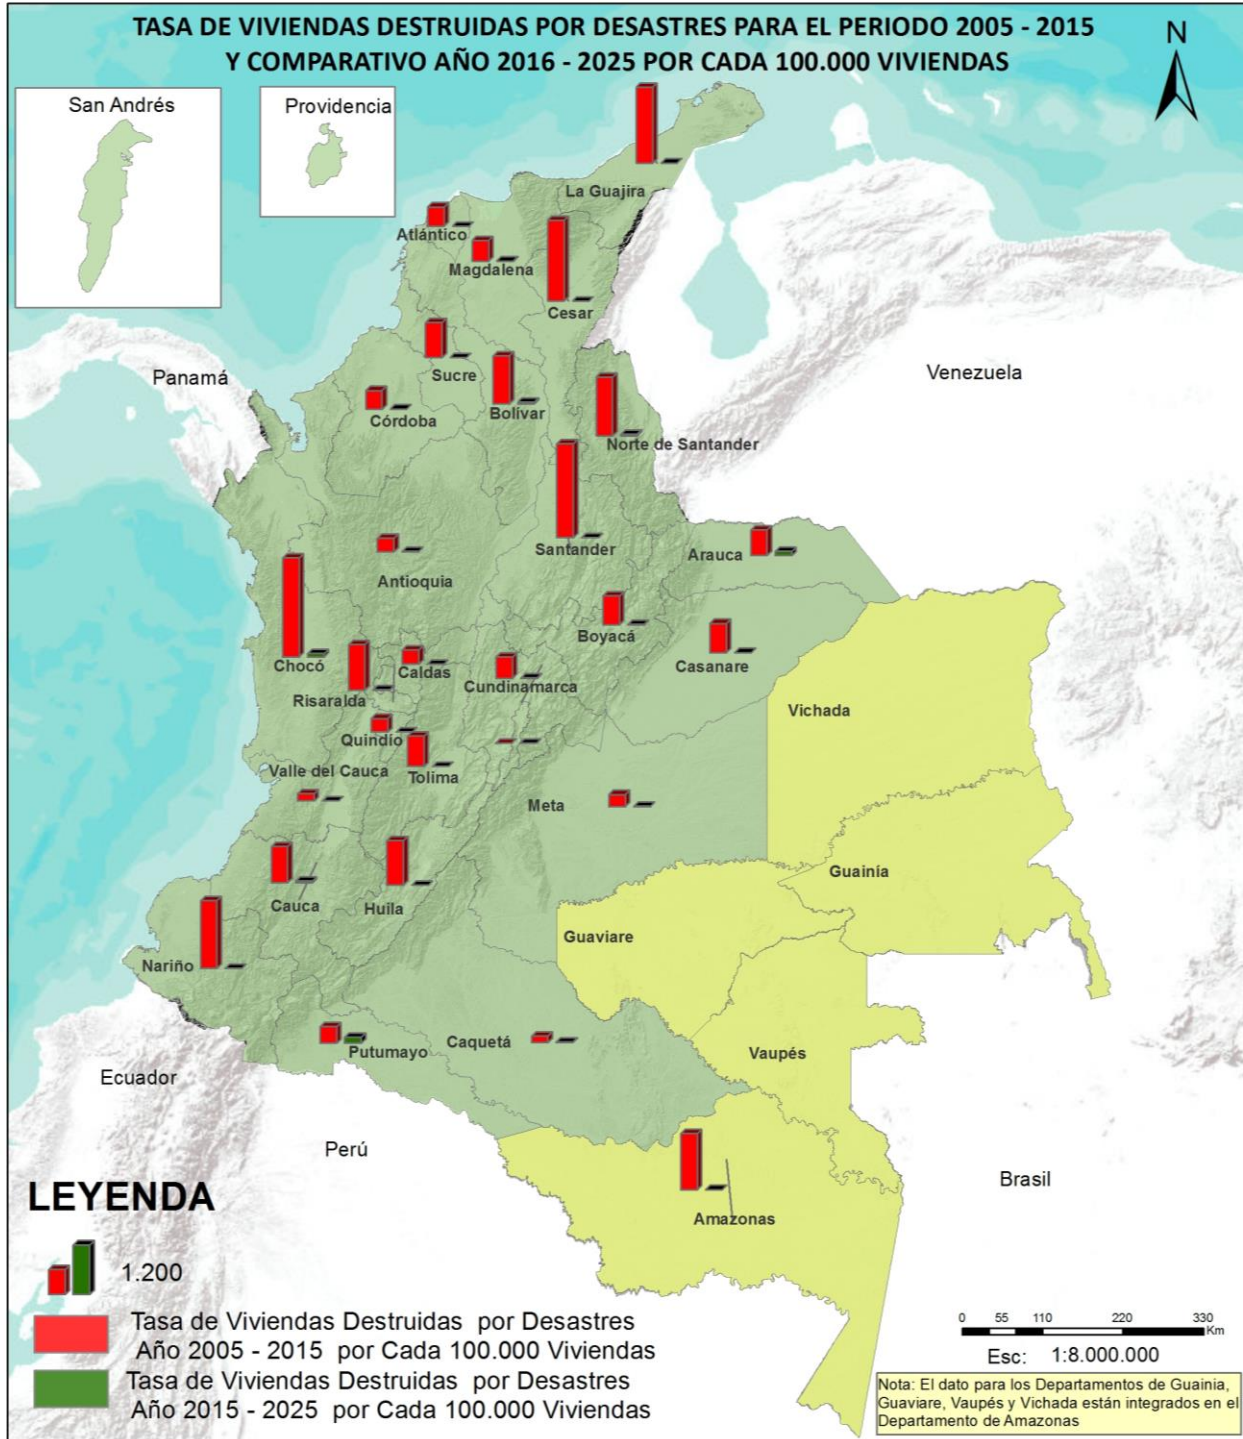 TASA DE VIVIENDAS DESTRUIDAS POR DESASTRES PARA EL PERIODO 2005 - 2015
Y COMPARATIVO AÑO 2016 - 2025 POR CADA 100.000 VIVIENDAS
N
San Andrés
Providencia
La Guajira
Atlántico
Magdalena
Cesar
Sucre
Panamá
Venezuela
Bolívar
Córdoba
Norte de Santander
Santander
Arauca
Antioquia
Boyacá
Casanare
Chocó
Caldas
Cundinamarca
Risaralda
Vichada
Quindío
Valle del Cauca
Tolima
Meta
Guainía
Cauca
Huila
Guaviare
Nariño
Putumayo
Caquetá
Vaupés
Ecuador
Perú
Brasil
Amazonas
LEYENDA
1.200
Tasa de Viviendas Destruidas por Desastres
Año 2005 - 2015 por Cada 100.000 Viviendas
Tasa de Viviendas Destruidas por Desastres
Año 2015 - 2025 por Cada 100.000 Viviendas
0 55 110 220 330
Km
Esc: 1:8.000.000
Nota: El dato para los Departamentos de Guainia,
Guaviare, Vaupés y Vichada están integrados en el
Departamento de Amazonas